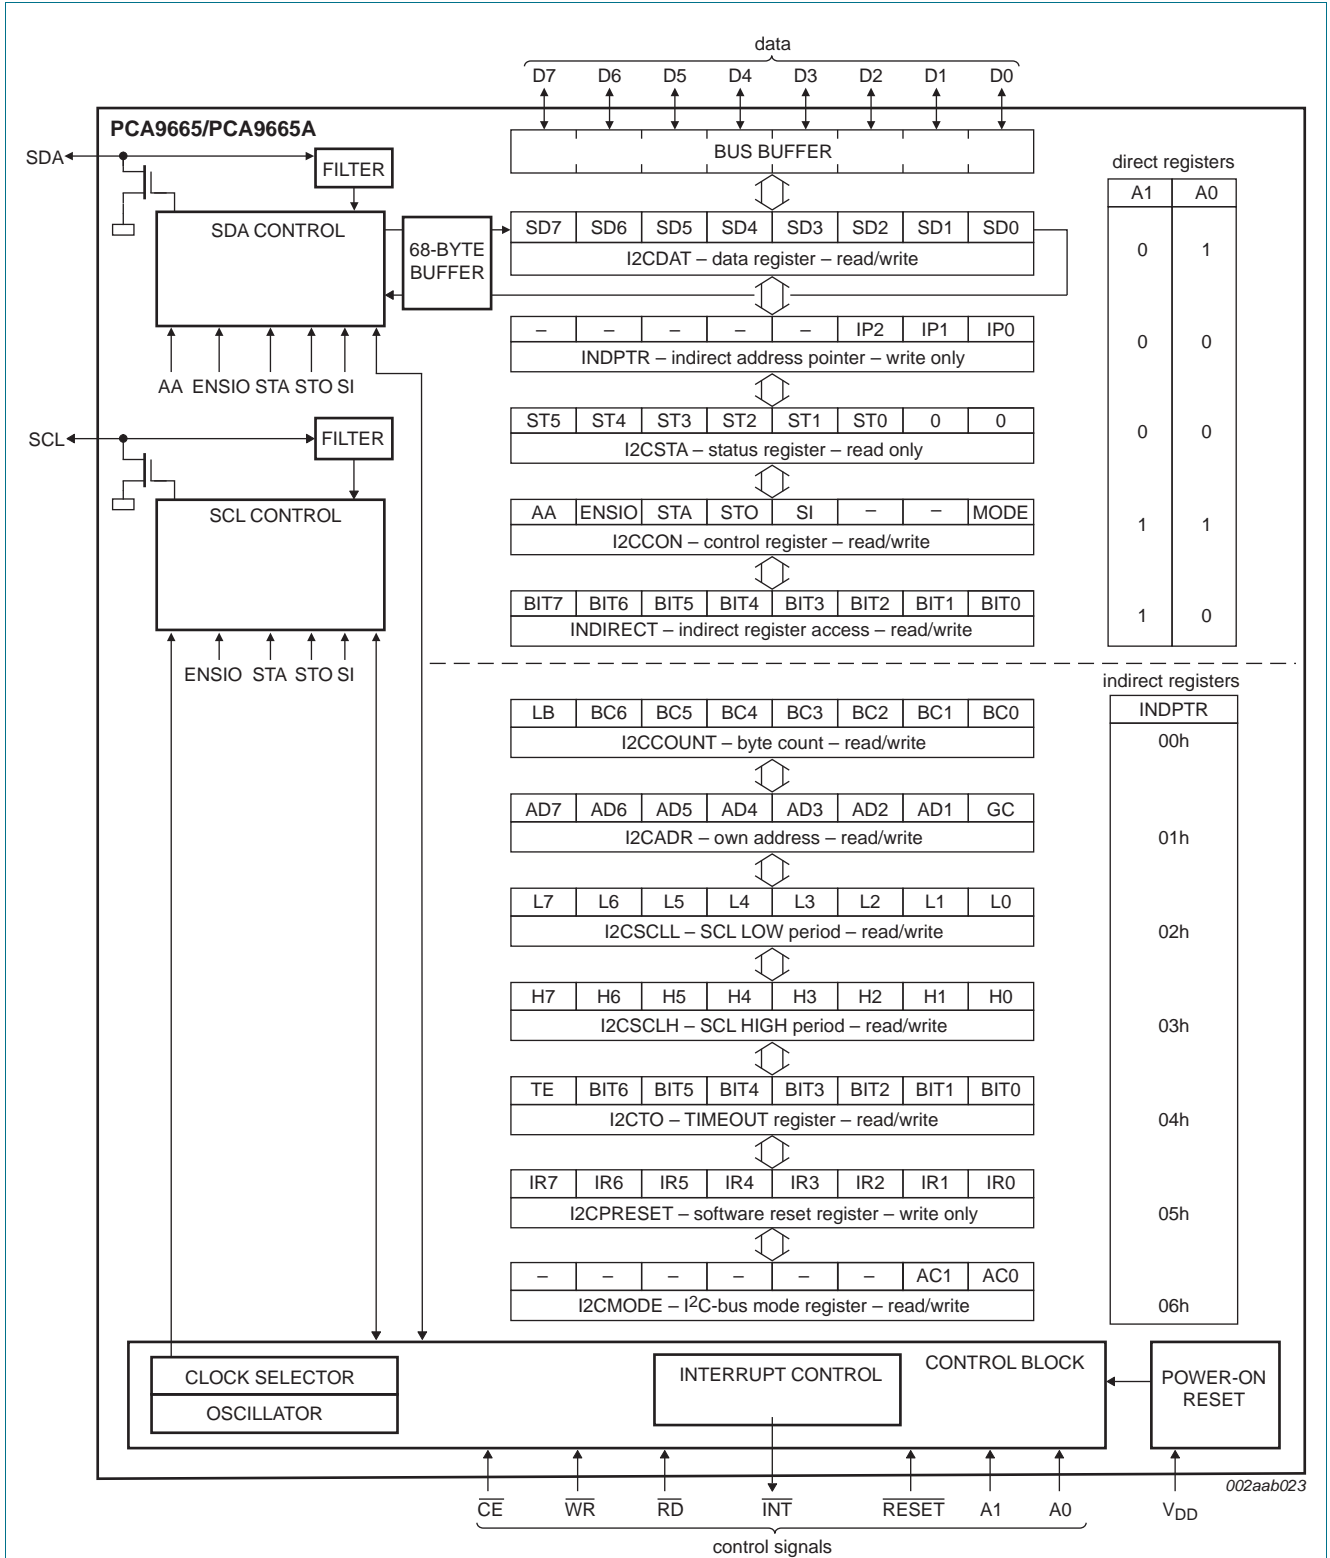 data
D7 D6 D5 D4 D3 D2 D1 D0
PCA9665/PCA9665A
SDA
FILTER
BUS BUFFER
direct registers
A1 A0
SDA CONTROL
68-BYTE
BUFFER
SD7 SD6 SD5 SD4 SD3 SD2 SD1 SD0
I2CDAT – data register – read/write
0 1
– – – – – IP2 IP1 IP0
INDPTR – indirect address pointer – write only
0 0
AA ENSIO STA STO SI
SCL
FILTER
ST5 ST4 ST3 ST2 ST1 ST0 0 0
I2CSTA – status register – read only
0 0
SCL CONTROL
AA ENSIO STA STO SI – – MODE
I2CCON – control register – read/write
1 1
BIT7 BIT6 BIT5 BIT4 BIT3 BIT2 BIT1 BIT0
INDIRECT – indirect register access – read/write
1 0
ENSIO STA STO SI
indirect registers
INDPTR
LB BC6 BC5 BC4 BC3 BC2 BC1 BC0
I2CCOUNT – byte count – read/write
00h
AD7 AD6 AD5 AD4 AD3 AD2 AD1 GC
I2CADR – own address – read/write
01h
L7 L6 L5 L4 L3 L2 L1 L0
I2CSCLL – SCL LOW period – read/write
02h
H7 H6 H5 H4 H3 H2 H1 H0
I2CSCLH – SCL HIGH period – read/write
03h
TE BIT6 BIT5 BIT4 BIT3 BIT2 BIT1 BIT0
I2CTO – TIMEOUT register – read/write
04h
IR7 IR6 IR5 IR4 IR3 IR2 IR1 IR0
I2CPRESET – software reset register – write only
05h
– – – – – – AC1 AC0
I2CMODE – I²C-bus mode register – read/write
06h
CLOCK SELECTOR
OSCILLATOR
INTERRUPT CONTROL
CONTROL BLOCK
POWER-ON
RESET
002aab023
CE WR RD INT RESET A1 A0 VDD
control signals